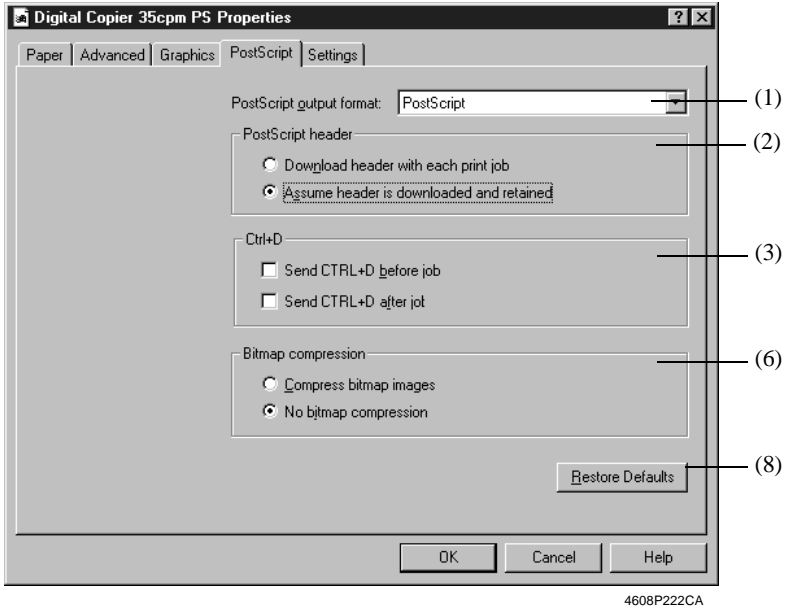 Digital Copier 35cpm PS Properties
Paper Advanced Graphics PostScript Settings
PostScript output format: PostScript (1)
PostScript header (2)
Download header with each print job
Assume header is downloaded and retained
Ctrl+D (3)
Send CTRL+D before job
Send CTRL+D after job
Bitmap compression (6)
Compress bitmap images
No bitmap compression
Restore Defaults (8)
OK Cancel Help
4608P222CA